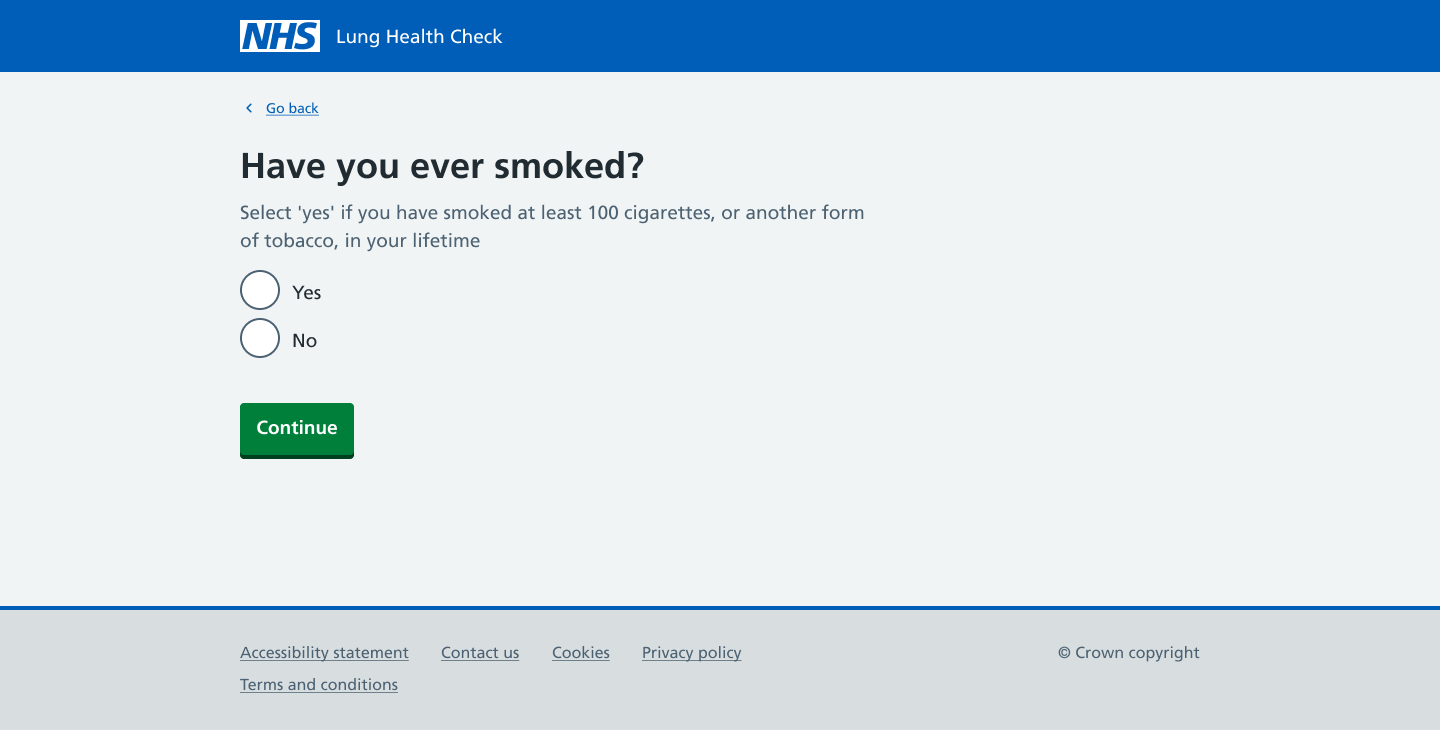 NHS Lung Health Check
Go back
Have you ever smoked?
Select 'yes' if you have smoked at least 100 cigarettes, or another form
of tobacco, in your lifetime
Yes
No
Continue
Accessibility statement Contact us Cookies Privacy policy © Crown copyright
Terms and conditions